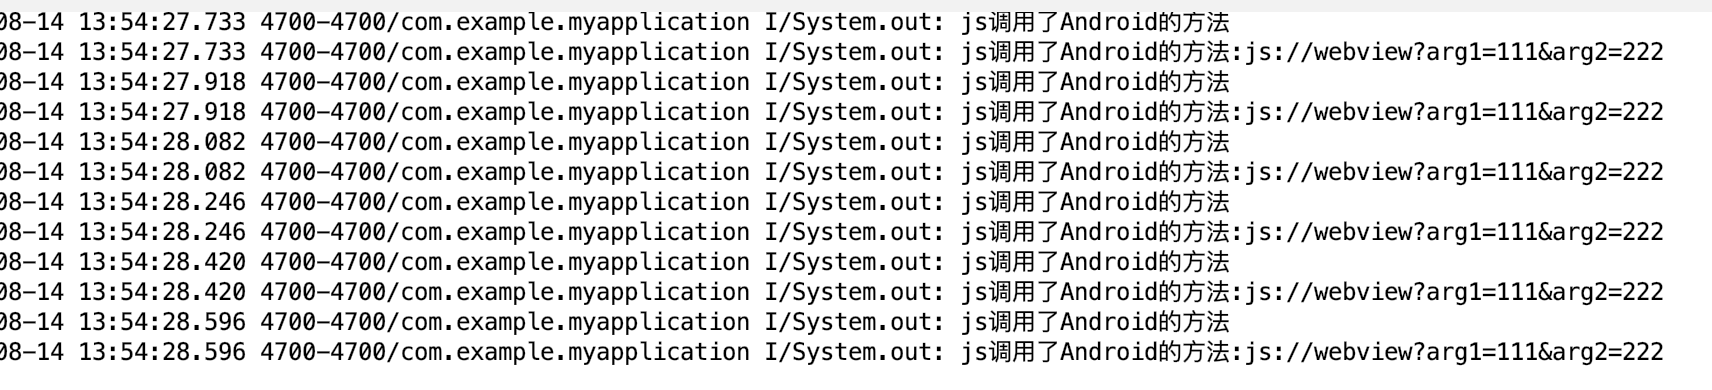 08-14 13:54:27.733 4700-4700/com.example.myapplication I/System.out: js调用了Android的方法
08-14 13:54:27.733 4700-4700/com.example.myapplication I/System.out: js调用了Android的方法:js://webview?arg1=111&arg2=222
08-14 13:54:27.918 4700-4700/com.example.myapplication I/System.out: js调用了Android的方法
08-14 13:54:27.918 4700-4700/com.example.myapplication I/System.out: js调用了Android的方法:js://webview?arg1=111&arg2=222
08-14 13:54:28.082 4700-4700/com.example.myapplication I/System.out: js调用了Android的方法
08-14 13:54:28.082 4700-4700/com.example.myapplication I/System.out: js调用了Android的方法:js://webview?arg1=111&arg2=222
08-14 13:54:28.246 4700-4700/com.example.myapplication I/System.out: js调用了Android的方法
08-14 13:54:28.246 4700-4700/com.example.myapplication I/System.out: js调用了Android的方法:js://webview?arg1=111&arg2=222
08-14 13:54:28.420 4700-4700/com.example.myapplication I/System.out: js调用了Android的方法
08-14 13:54:28.420 4700-4700/com.example.myapplication I/System.out: js调用了Android的方法:js://webview?arg1=111&arg2=222
08-14 13:54:28.596 4700-4700/com.example.myapplication I/System.out: js调用了Android的方法
08-14 13:54:28.596 4700-4700/com.example.myapplication I/System.out: js调用了Android的方法:js://webview?arg1=111&arg2=222